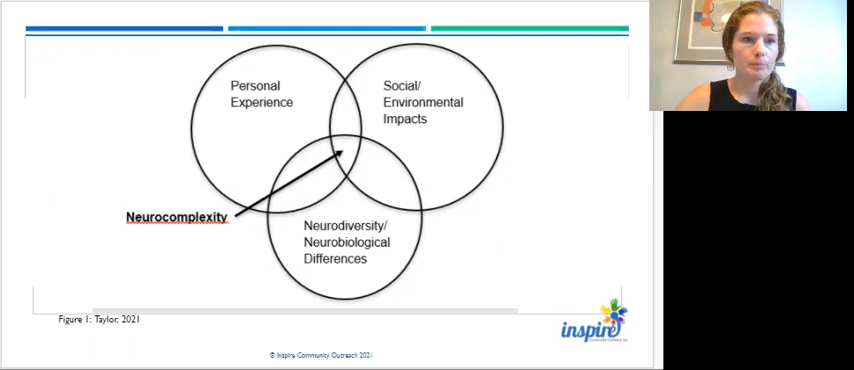 Personal
Experience
Social/
Environmental
Impacts
Neurocomplexity
Neurodiversity/
Neurobiological
Differences
Figure 1: Taylor, 2021
inspire
© Inspire Community Outreach 2021